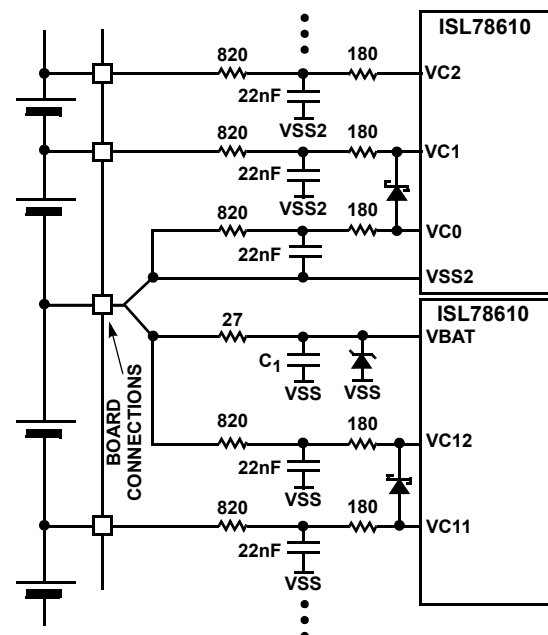 ISL78610
820
180
VC2
22nF
VSS2
820
180
VC1
22nF
VSS2
820
180
VC0
22nF
VSS2
ISL78610
27
VBAT
C1
VSS
VSS
BOARD
CONNECTIONS
820
180
VC12
22nF
VSS
820
180
VC11
22nF
VSS